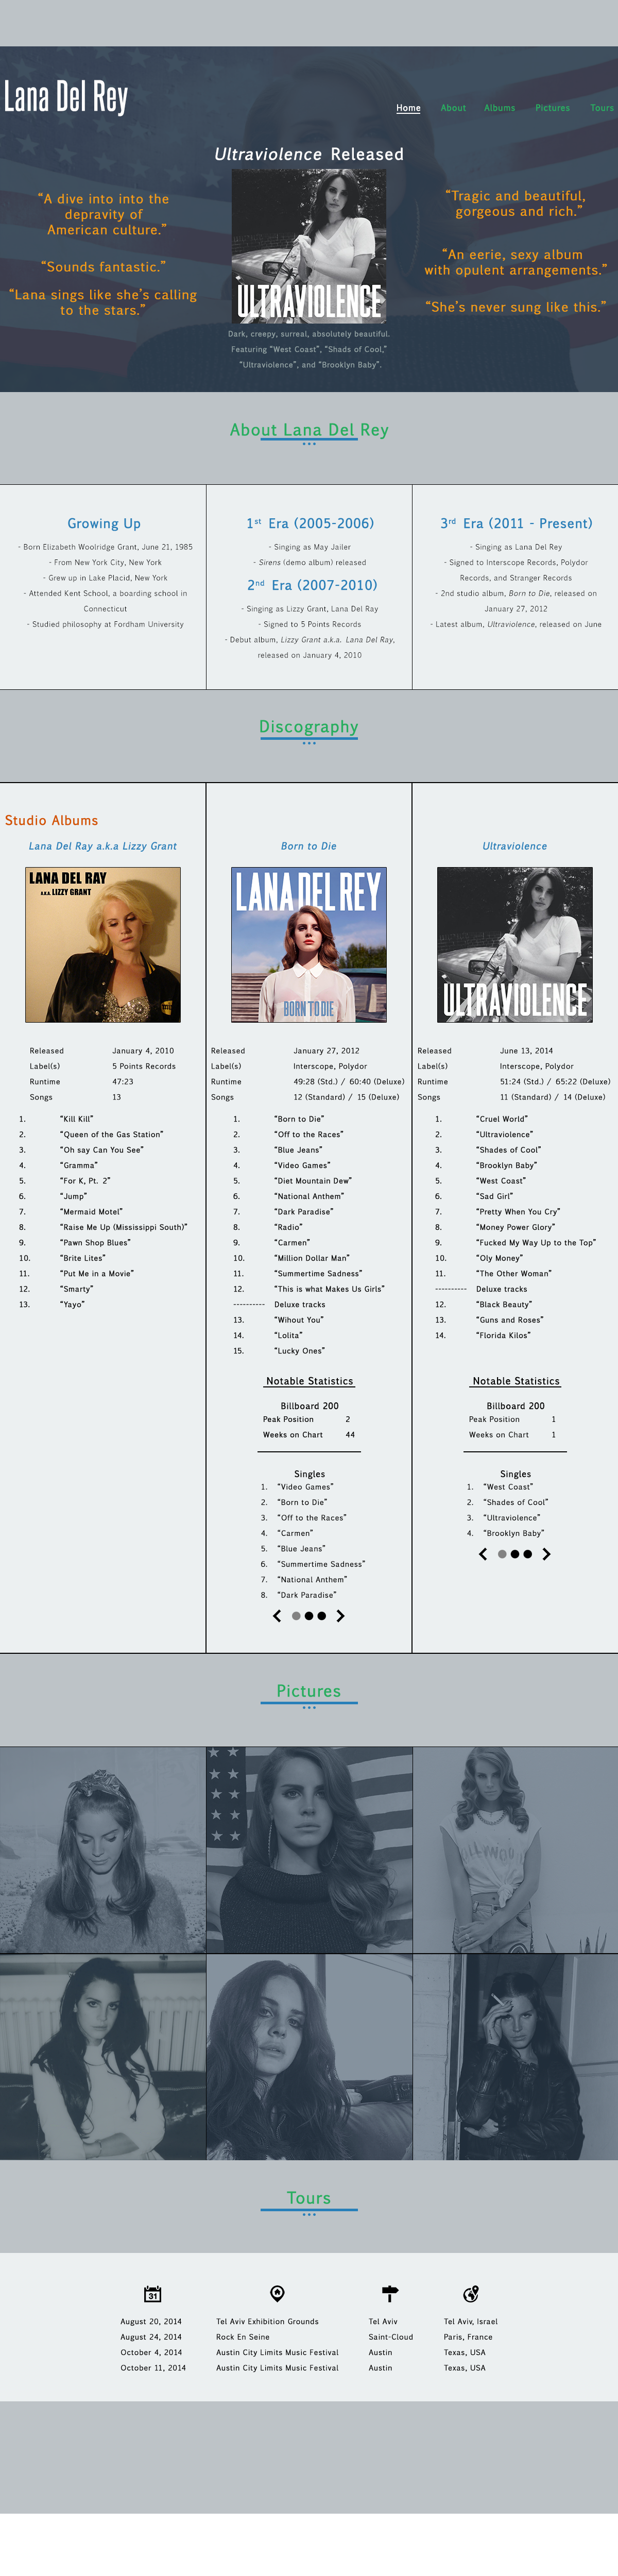 Lana Del Rey
Home About Albums Pictures Tours
Ultraviolence Released
“A dive into into the
depravity of
American culture.”
“Sounds fantastic.”
“Lana sings like she’s calling
to the stars.”
ULTRAVIOLENCE
“Tragic and beautiful,
gorgeous and rich.”
“An eerie, sexy album
with opulent arrangements.”
“She’s never sung like this.”
Dark, creepy, surreal, absolutely beautiful.
Featuring “West Coast”, “Shads of Cool,”
“Ultraviolence”, and “Brooklyn Baby”.
About Lana Del Rey
Growing Up
- Born Elizabeth Woolridge Grant, June 21, 1985
- From New York City, New York
- Grew up in Lake Placid, New York
- Attended Kent School, a boarding school in
Connecticut
- Studied philosophy at Fordham University
1st Era (2005-2006)
- Singing as May Jailer
- Sirens (demo album) released
2nd Era (2007-2010)
- Singing as Lizzy Grant, Lana Del Ray
- Signed to 5 Points Records
- Debut album, Lizzy Grant a.k.a. Lana Del Ray,
released on January 4, 2010
3rd Era (2011 - Present)
- Singing as Lana Del Rey
- Signed to Interscope Records, Polydor
Records, and Stranger Records
- 2nd studio album, Born to Die, released on
January 27, 2012
- Latest album, Ultraviolence, released on June
Discography
Studio Albums
Lana Del Ray a.k.a Lizzy Grant
LANA DEL RAY
A.K.A. LIZZY GRANT
Released January 4, 2010
Label(s) 5 Points Records
Runtime 47:23
Songs 13
1. “Kill Kill”
2. “Queen of the Gas Station”
3. “Oh say Can You See”
4. “Gramma”
5. “For K, Pt. 2”
6. “Jump”
7. “Mermaid Motel”
8. “Raise Me Up (Mississippi South)”
9. “Pawn Shop Blues”
10. “Brite Lites”
11. “Put Me in a Movie”
12. “Smarty”
13. “Yayo”
Born to Die
LANA DEL REY
BORN TO DIE
Released January 27, 2012
Label(s) Interscope, Polydor
Runtime 49:28 (Std.) / 60:40 (Deluxe)
Songs 12 (Standard) / 15 (Deluxe)
1. “Born to Die”
2. “Off to the Races”
3. “Blue Jeans”
4. “Video Games”
5. “Diet Mountain Dew”
6. “National Anthem”
7. “Dark Paradise”
8. “Radio”
9. “Carmen”
10. “Million Dollar Man”
11. “Summertime Sadness”
12. “This is what Makes Us Girls”
---------- Deluxe tracks
13. “Wihout You”
14. “Lolita”
15. “Lucky Ones”
Notable Statistics
Billboard 200
Peak Position 2
Weeks on Chart 44
Singles
1. “Video Games”
2. “Born to Die”
3. “Off to the Races”
4. “Carmen”
5. “Blue Jeans”
6. “Summertime Sadness”
7. “National Anthem”
8. “Dark Paradise”
Ultraviolence
ULTRAVIOLENCE
Released June 13, 2014
Label(s) Interscope, Polydor
Runtime 51:24 (Std.) / 65:22 (Deluxe)
Songs 11 (Standard) / 14 (Deluxe)
1. “Cruel World”
2. “Ultraviolence”
3. “Shades of Cool”
4. “Brooklyn Baby”
5. “West Coast”
6. “Sad Girl”
7. “Pretty When You Cry”
8. “Money Power Glory”
9. “Fucked My Way Up to the Top”
10. “Oly Money”
11. “The Other Woman”
---------- Deluxe tracks
12. “Black Beauty”
13. “Guns and Roses”
14. “Florida Kilos”
Notable Statistics
Billboard 200
Peak Position 1
Weeks on Chart 1
Singles
1. “West Coast”
2. “Shades of Cool”
3. “Ultraviolence”
4. “Brooklyn Baby”
Pictures
Tours
31
August 20, 2014 Tel Aviv Exhibition Grounds Tel Aviv Tel Aviv, Israel
August 24, 2014 Rock En Seine Saint-Cloud Paris, France
October 4, 2014 Austin City Limits Music Festival Austin Texas, USA
October 11, 2014 Austin City Limits Music Festival Austin Texas, USA